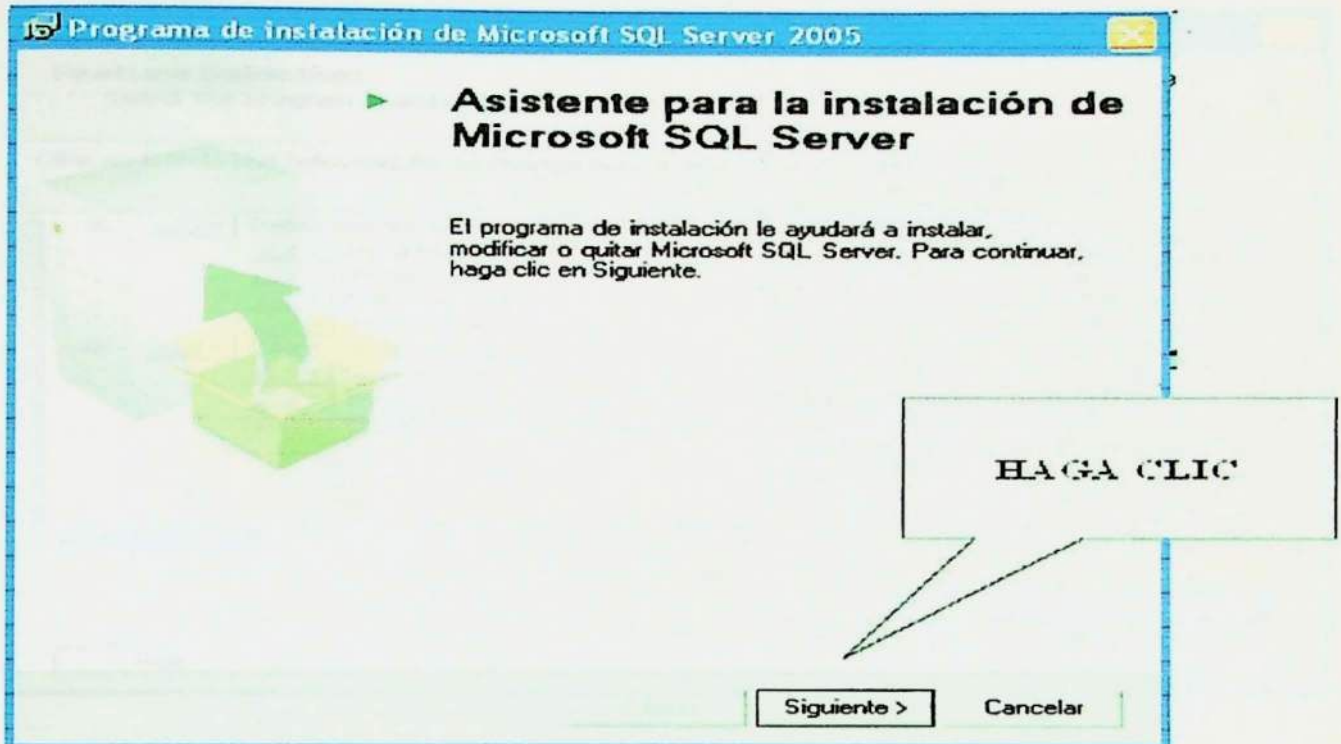 Programa de instalación de Microsoft SQL Server 2005
Asistente para la instalación de
Microsoft SQL Server
El programa de instalación le ayudará a instalar,
modificar o quitar Microsoft SQL Server. Para continuar,
haga clic en Siguiente.
HAGA CLIC
Siguiente >
Cancelar